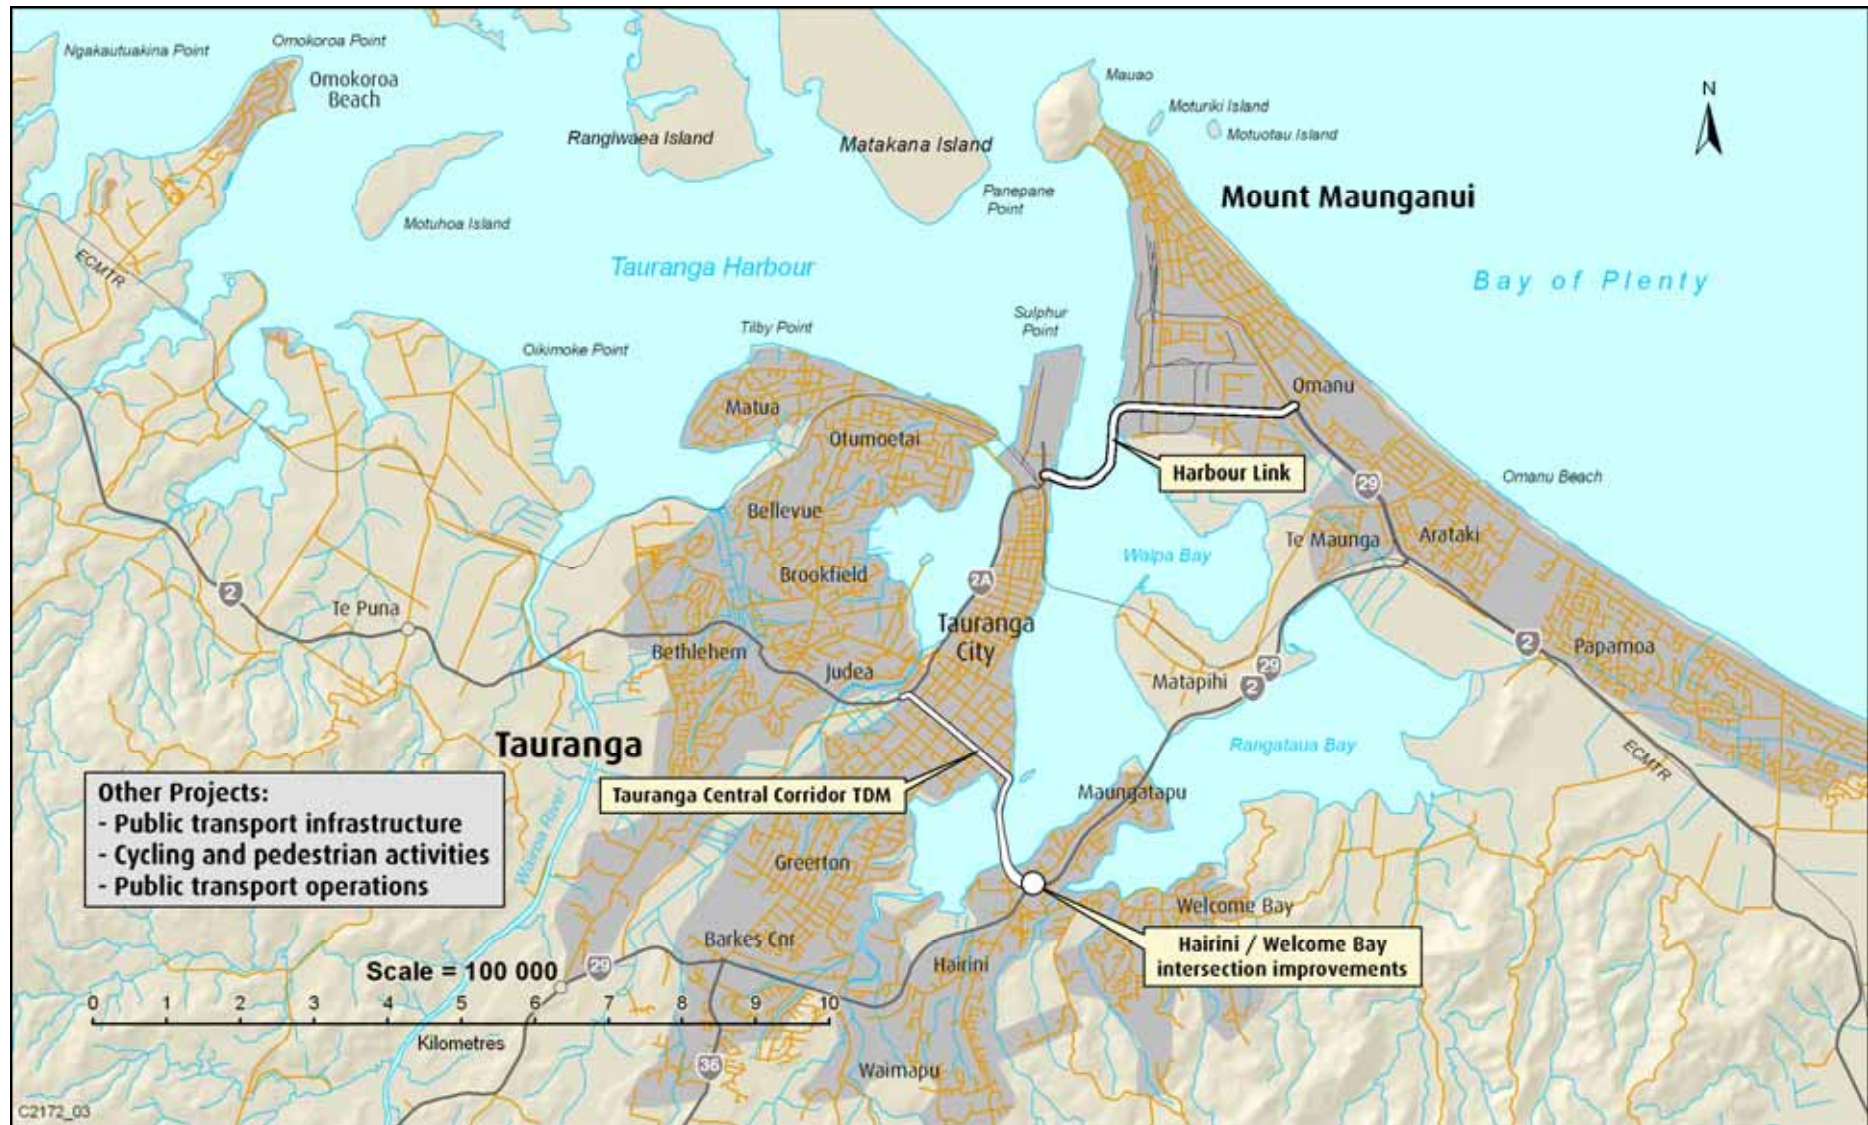 Ngakautuakina Point
Omokoroa Point
Omokoroa
Beach
Mauao
Moturiki Island
Motuotau Island
N
Rangiwaea Island
Matakana Island
Panepane
Point
Mount Maunganui
Motuhoa Island
ECMTR
Tauranga Harbour
Bay of Plenty
Sulphur
Point
Tilby Point
Oikimoke Point
Omanu
Matua
Otumoetai
Harbour Link
Omanu Beach
29
Bellevue
Te Maunga
Arataki
Waipa Bay
Brookfield
2A
2
Te Puna
Tauranga
City
2
Papamoa
Bethlehem
Judea
29
2
Matapihi
Tauranga
Rangataua Bay
ECMTR
Other Projects:
- Public transport infrastructure
- Cycling and pedestrian activities
- Public transport operations
Tauranga Central Corridor TDM
Maungatapu
Wairoa River
Greerton
Welcome Bay
Barkes Cnr
Hairini / Welcome Bay
intersection improvements
Hairini
Scale = 100 000
29
0 1 2 3 4 5 6 7 8 9 10
Kilometres
36
Waimapu
C2172_03